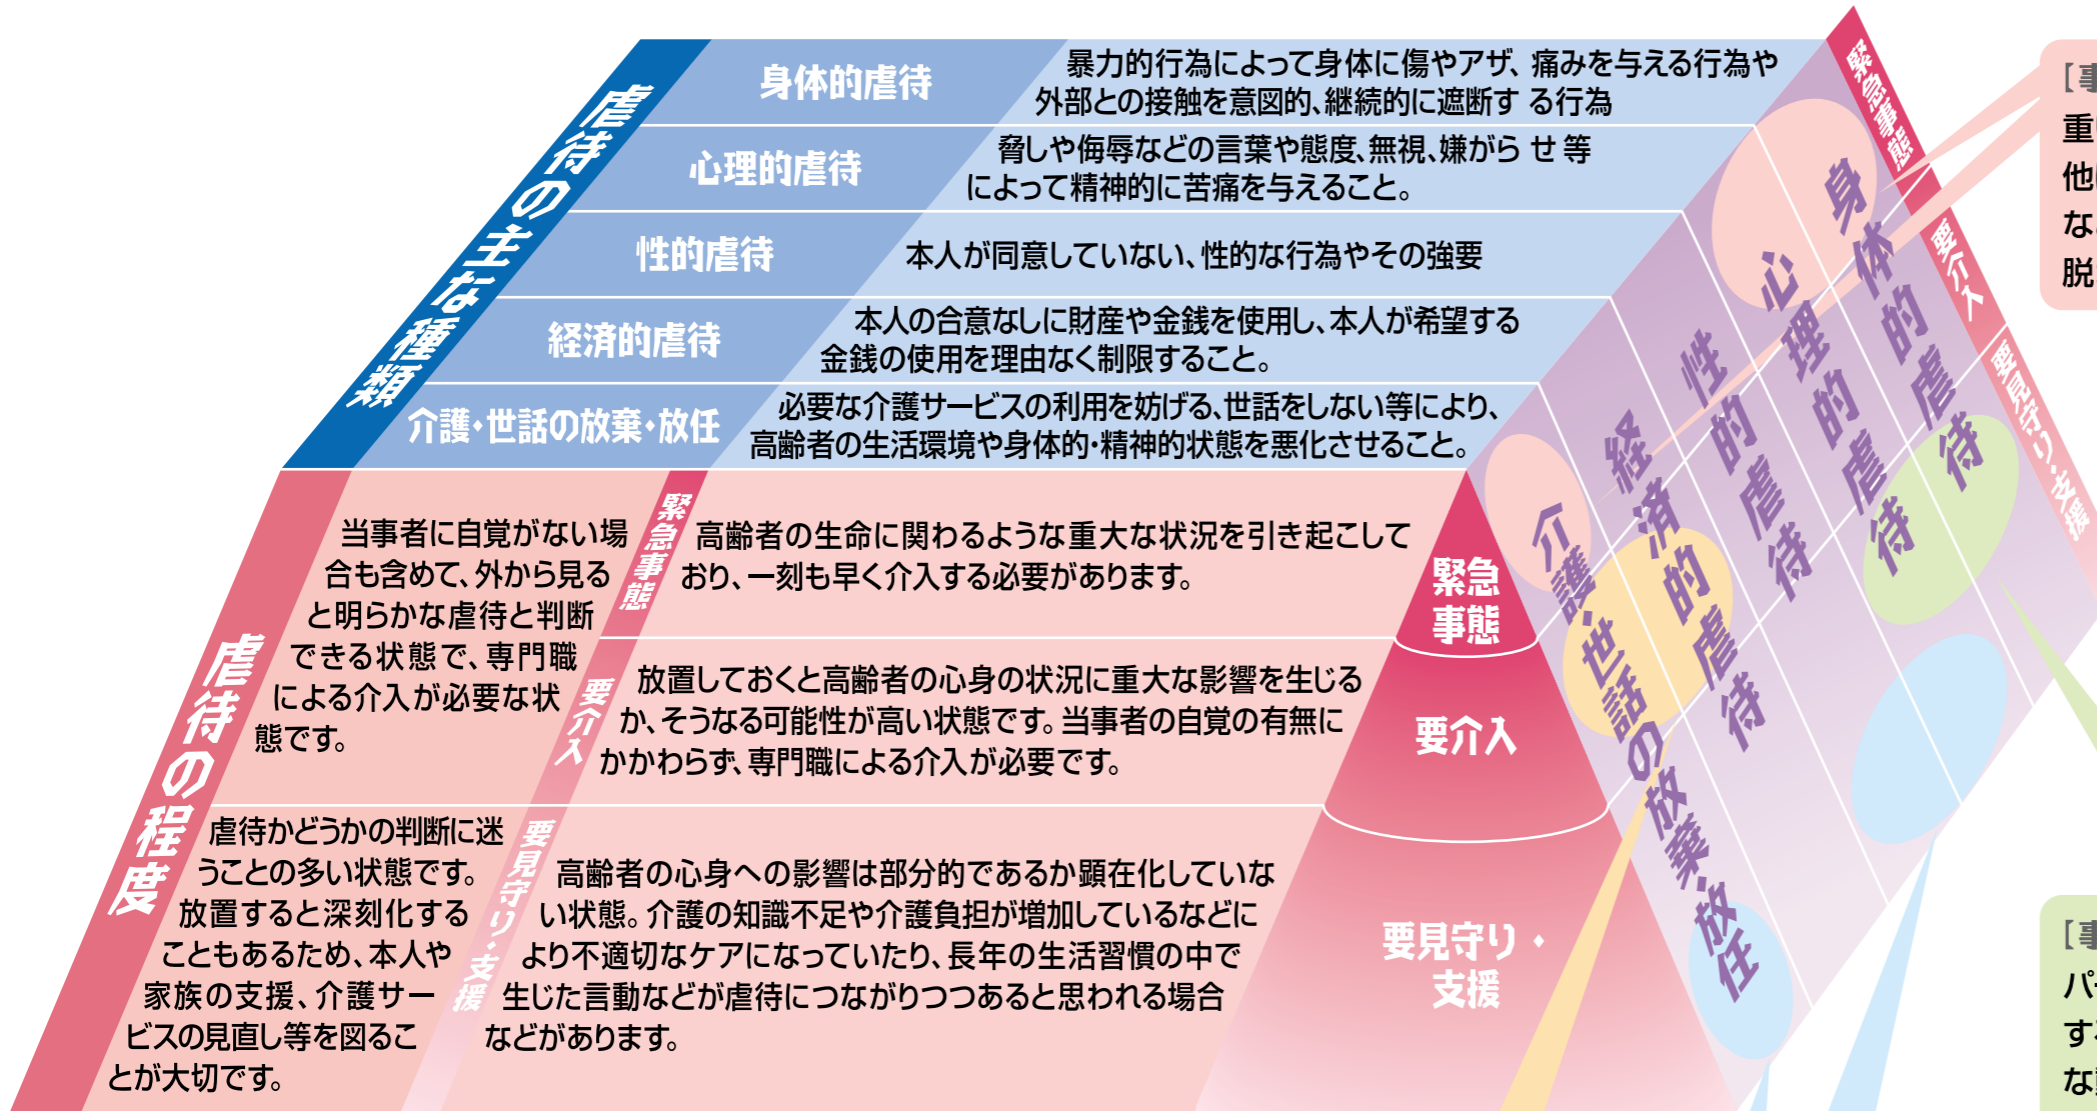 虐待の主な種類
身体的虐待
暴力的行為によって身体に傷やアザ、痛みを与える行為や
外部との接触を意図的、継続的に遮断す る行為
心理的虐待
脅しや侮辱などの言葉や態度、無視、嫌がら せ 等
によって精神的に苦痛を与えること。
性的虐待
本人が同意していない、性的な行為やその強要
経済的虐待
本人の合意なしに財産や金銭を使用し、本人が希望する
金銭の使用を理由なく制限すること。
介護・世話の放棄・放任
必要な介護サービスの利用を妨げる、世話をしない等により、
高齢者の生活環境や身体的・精神的状態を悪化させること。
虐待の程度
当事者に自覚がない場
合も含めて、外から見る
と明らかな虐待と判断
できる状態で、専門職
による介入が必要な状
態です。
緊急事態
高齢者の生命に関わるような重大な状況を引き起こして
おり、一刻も早く介入する必要があります。
要介入
放置しておくと高齢者の心身の状況に重大な影響を生じる
か、そうなる可能性が高い状態です。当事者の自覚の有無に
かかわらず、専門職による介入が必要です。
虐待かどうかの判断に迷
うことの多い状態です。
放置すると深刻化する
こともあるため、本人や
家族の支援、介護サー
ビスの見直し等を図るこ
とが大切です。
要見守り・支援
高齢者の心身への影響は部分的であるか顕在化していな
い状態。介護の知識不足や介護負担が増加しているなどに
より不適切なケアになっていたり、長年の生活習慣の中で
生じた言動などが虐待につながりつつあると思われる場合
などがあります。
緊急
事態
要介入
要見守り・
支援
介護・世話の放棄・放任
経済的虐待
性的虐待
心理的虐待
身体的虐待
緊急事態
要介入
要見守り・支援
［事
重
他
な
脱
［事
パ
す
な